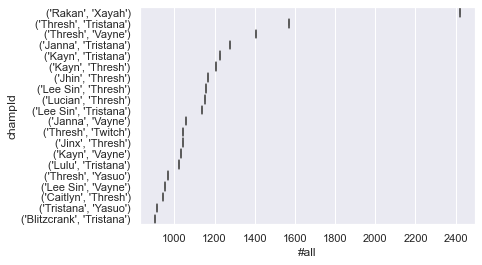 ('Rakan', 'Xayah')
('Thresh', 'Tristana')
('Thresh', 'Vayne')
('Janna', 'Tristana')
('Kayn', 'Tristana')
('Kayn', 'Thresh')
('Jhin', 'Thresh')
('Lee Sin', 'Thresh')
('Lucian', 'Thresh')
('Lee Sin', 'Tristana')
('Janna', 'Vayne')
('Thresh', 'Twitch')
('Jinx', 'Thresh')
('Kayn', 'Vayne')
('Lulu', 'Tristana')
('Thresh', 'Yasuo')
('Lee Sin', 'Vayne')
('Caitlyn', 'Thresh')
('Tristana', 'Yasuo')
('Blitzcrank', 'Tristana')
champId
1000 1200 1400 1600 1800 2000 2200 2400
#all